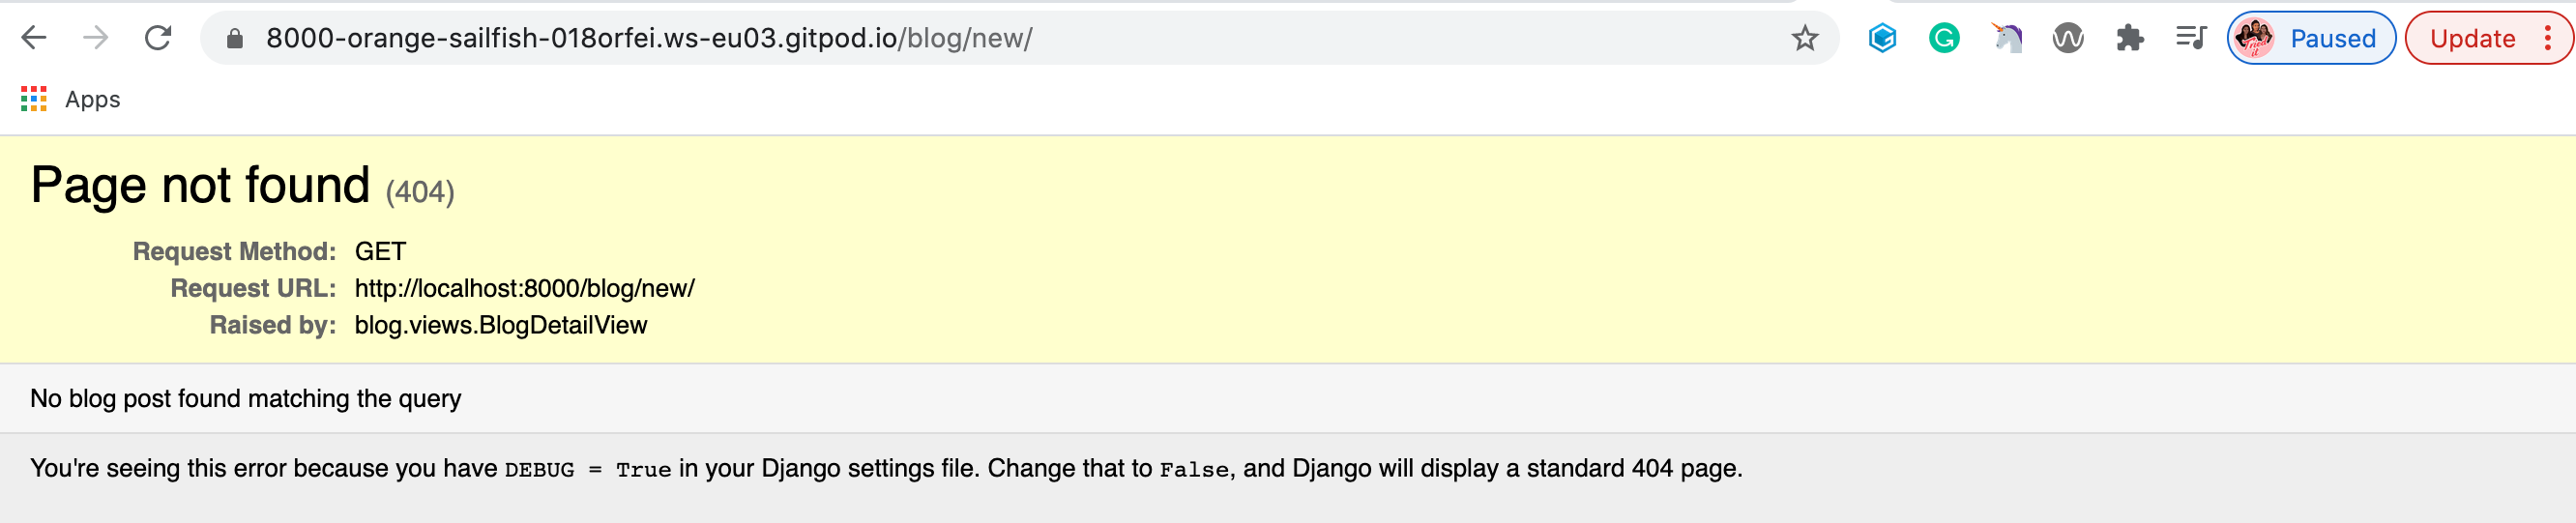 8000-orange-sailfish-018orfei.ws-eu03.gitpod.io/blog/new/ Paused Update
Apps
Page not found (404)
Request Method: GET
Request URL: http://localhost:8000/blog/new/
Raised by: blog.views.BlogDetailView
No blog post found matching the query
You're seeing this error because you have DEBUG = True in your Django settings file. Change that to False, and Django will display a standard 404 page.